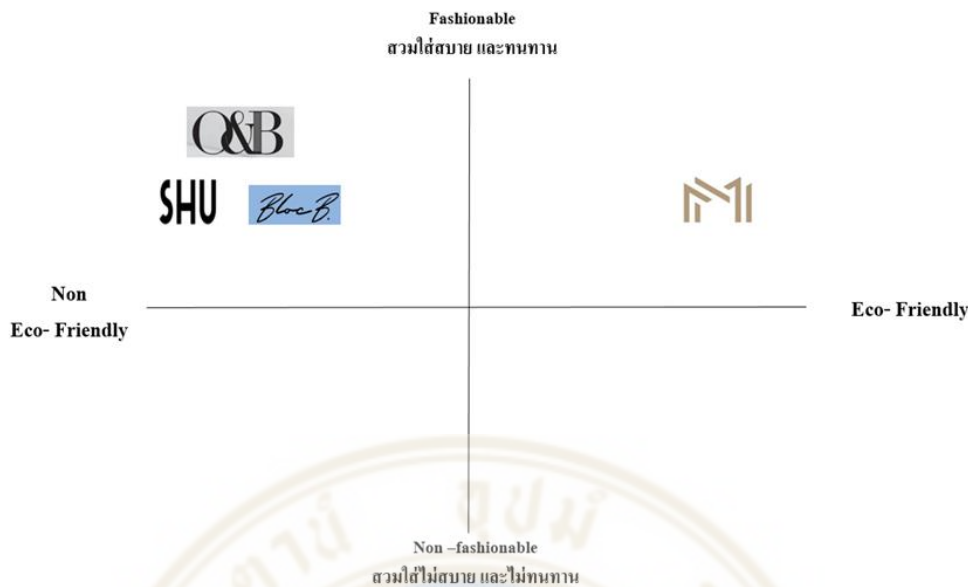 Fashionable
สวมใส่สบาย และทนทาน
O&B
SHU
Bloc B.
M
Non
Eco- Friendly
Eco- Friendly
Non –fashionable
สวมใส่ไม่สบาย และไม่ทนทาน